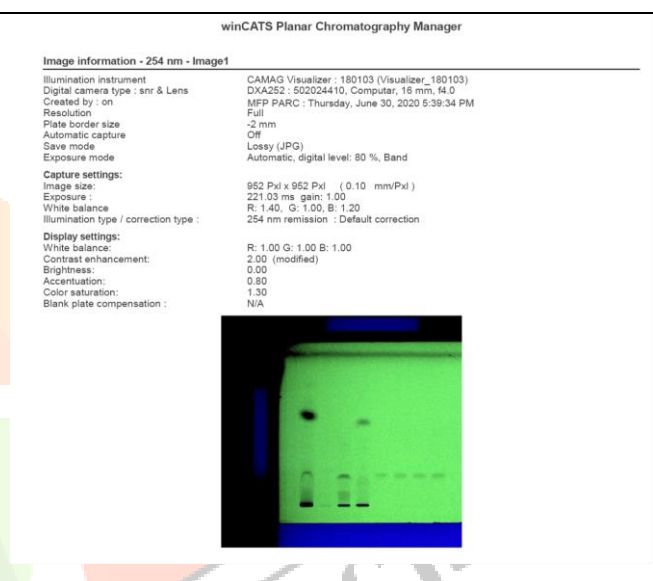 winCATS Planar Chromatography Manager
Image information - 254 nm - Image1
Illumination instrument CAMAG Visualizer : 180103 (Visualizer_180103)
Digital camera type : snr & Lens DXA252 : 502024410, Computar, 16 mm, f4.0
Created by : on MFP PARC : Thursday, June 30, 2020 5:39:34 PM
Resolution Full
Plate border size -2 mm
Automatic capture Off
Save mode Lossy (JPG)
Exposure mode Automatic, digital level: 80 %, Band
Capture settings:
Image size: 952 Pxl x 952 Pxl ( 0.10 mm/Pxl )
Exposure : 221.03 ms gain: 1.00
White balance R: 1.40, G: 1.00, B: 1.20
Illumination type / correction type : 254 nm remission : Default correction
Display settings:
White balance: R: 1.00 G: 1.00 B: 1.00
Contrast enhancement: 2.00 (modified)
Brightness: 0.00
Accentuation: 0.80
Color saturation: 1.30
Blank plate compensation : N/A